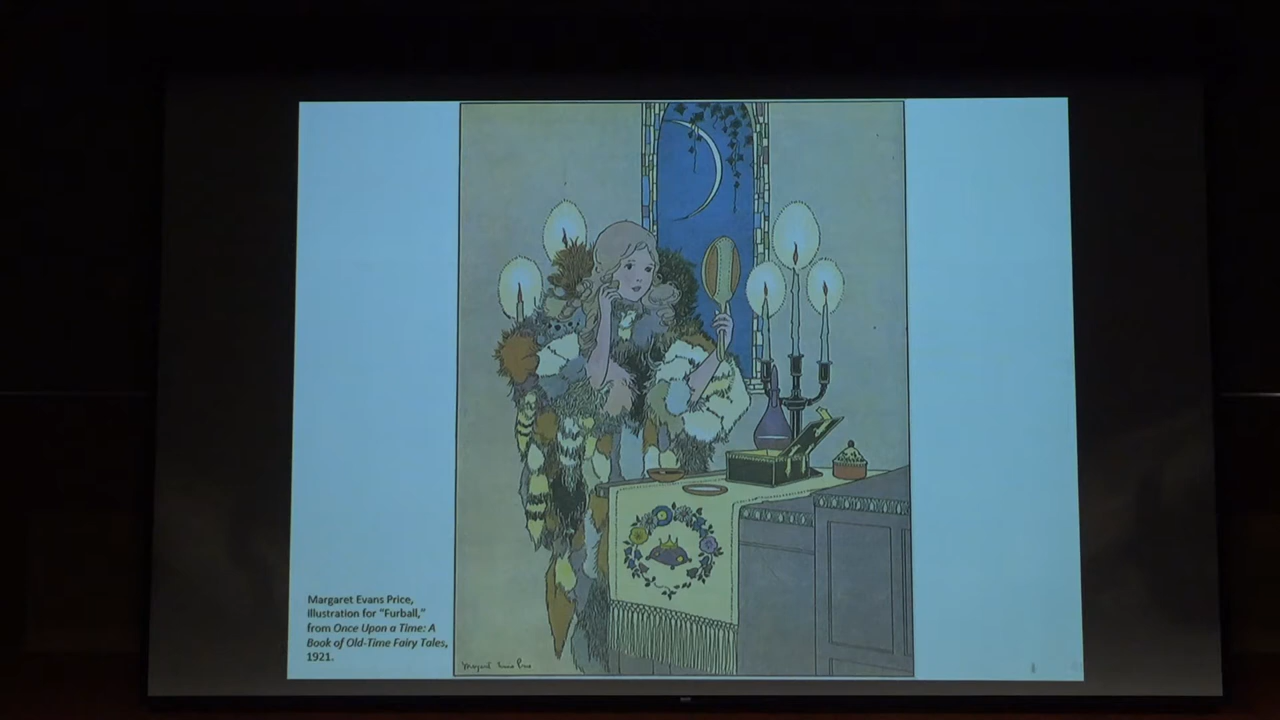 Margaret Evans Price,
illustration for "Furball,"
from Once Upon a Time: A
Book of Old-Time Fairy Tales,
1921.